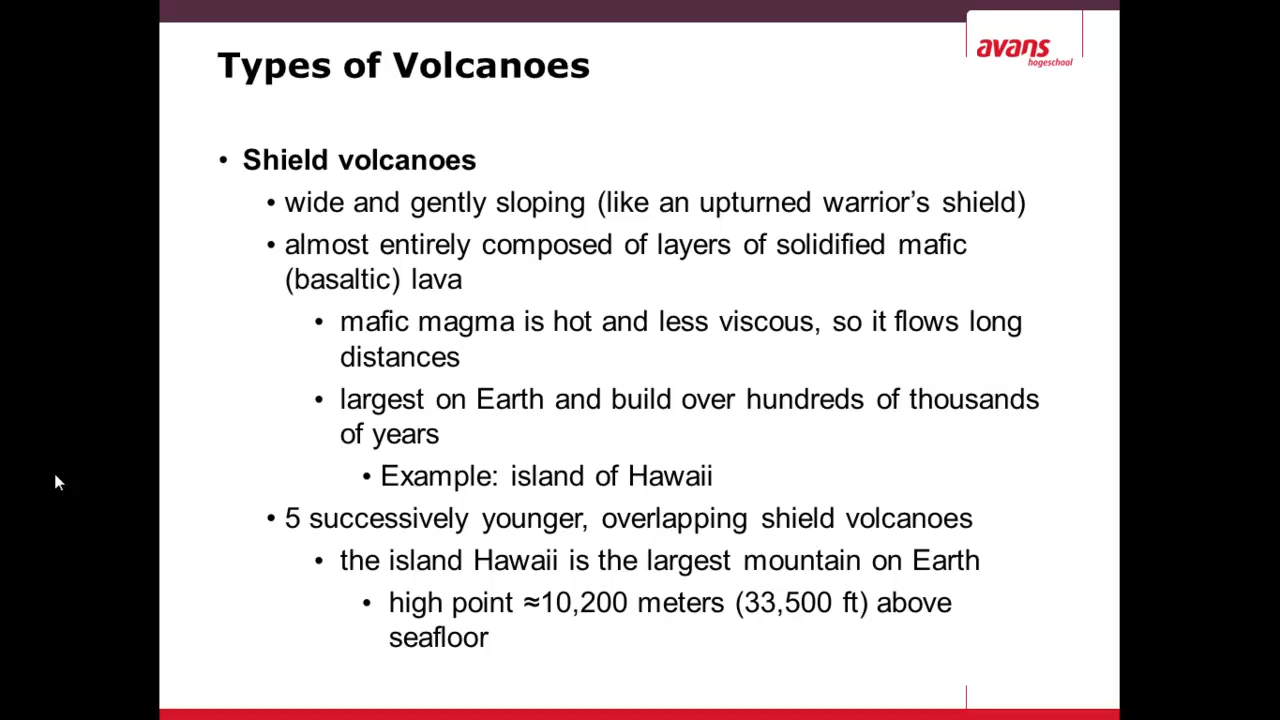 avans
hogeschool
Types of Volcanoes
• Shield volcanoes
• wide and gently sloping (like an upturned warrior’s shield)
• almost entirely composed of layers of solidified mafic
(basaltic) lava
• mafic magma is hot and less viscous, so it flows long
distances
• largest on Earth and build over hundreds of thousands
of years
• Example: island of Hawaii
• 5 successively younger, overlapping shield volcanoes
• the island Hawaii is the largest mountain on Earth
• high point ≈10,200 meters (33,500 ft) above
seafloor